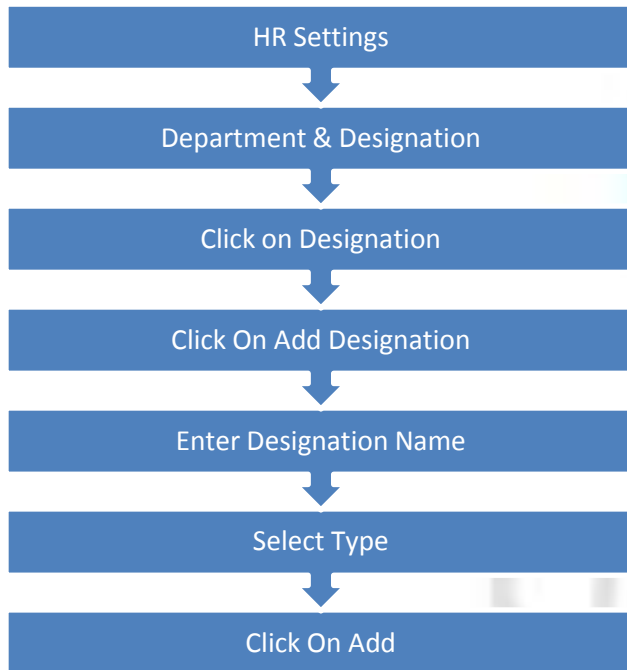 HR Settings
Department & Designation
Click on Designation
Click On Add Designation
Enter Designation Name
Select Type
Click On Add